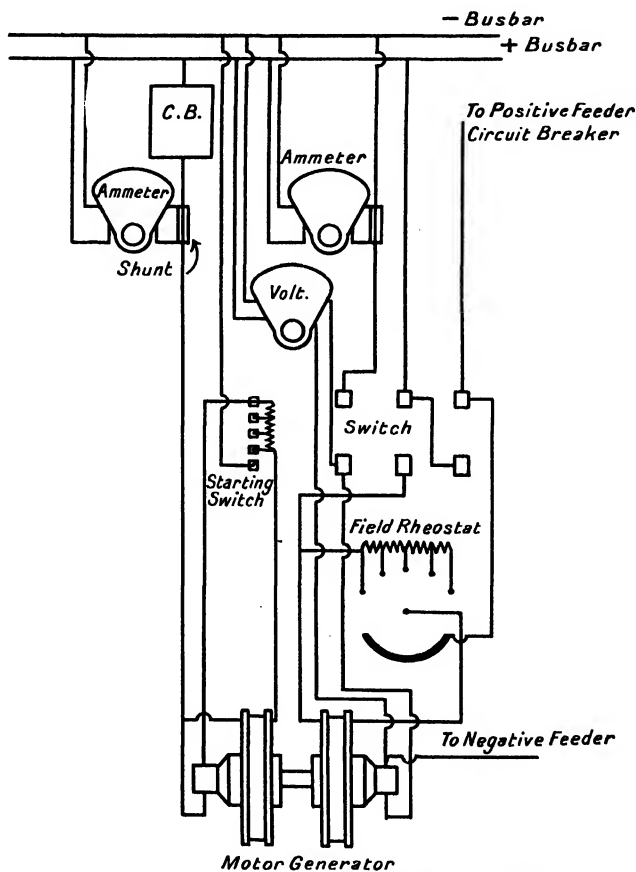 − Busbar
+ Busbar
To Positive Feeder
Circuit Breaker
C.B.
Ammeter
Ammeter
Shunt
Volt.
Switch
Starting
Switch
Field Rheostat
To Negative Feeder
Motor Generator